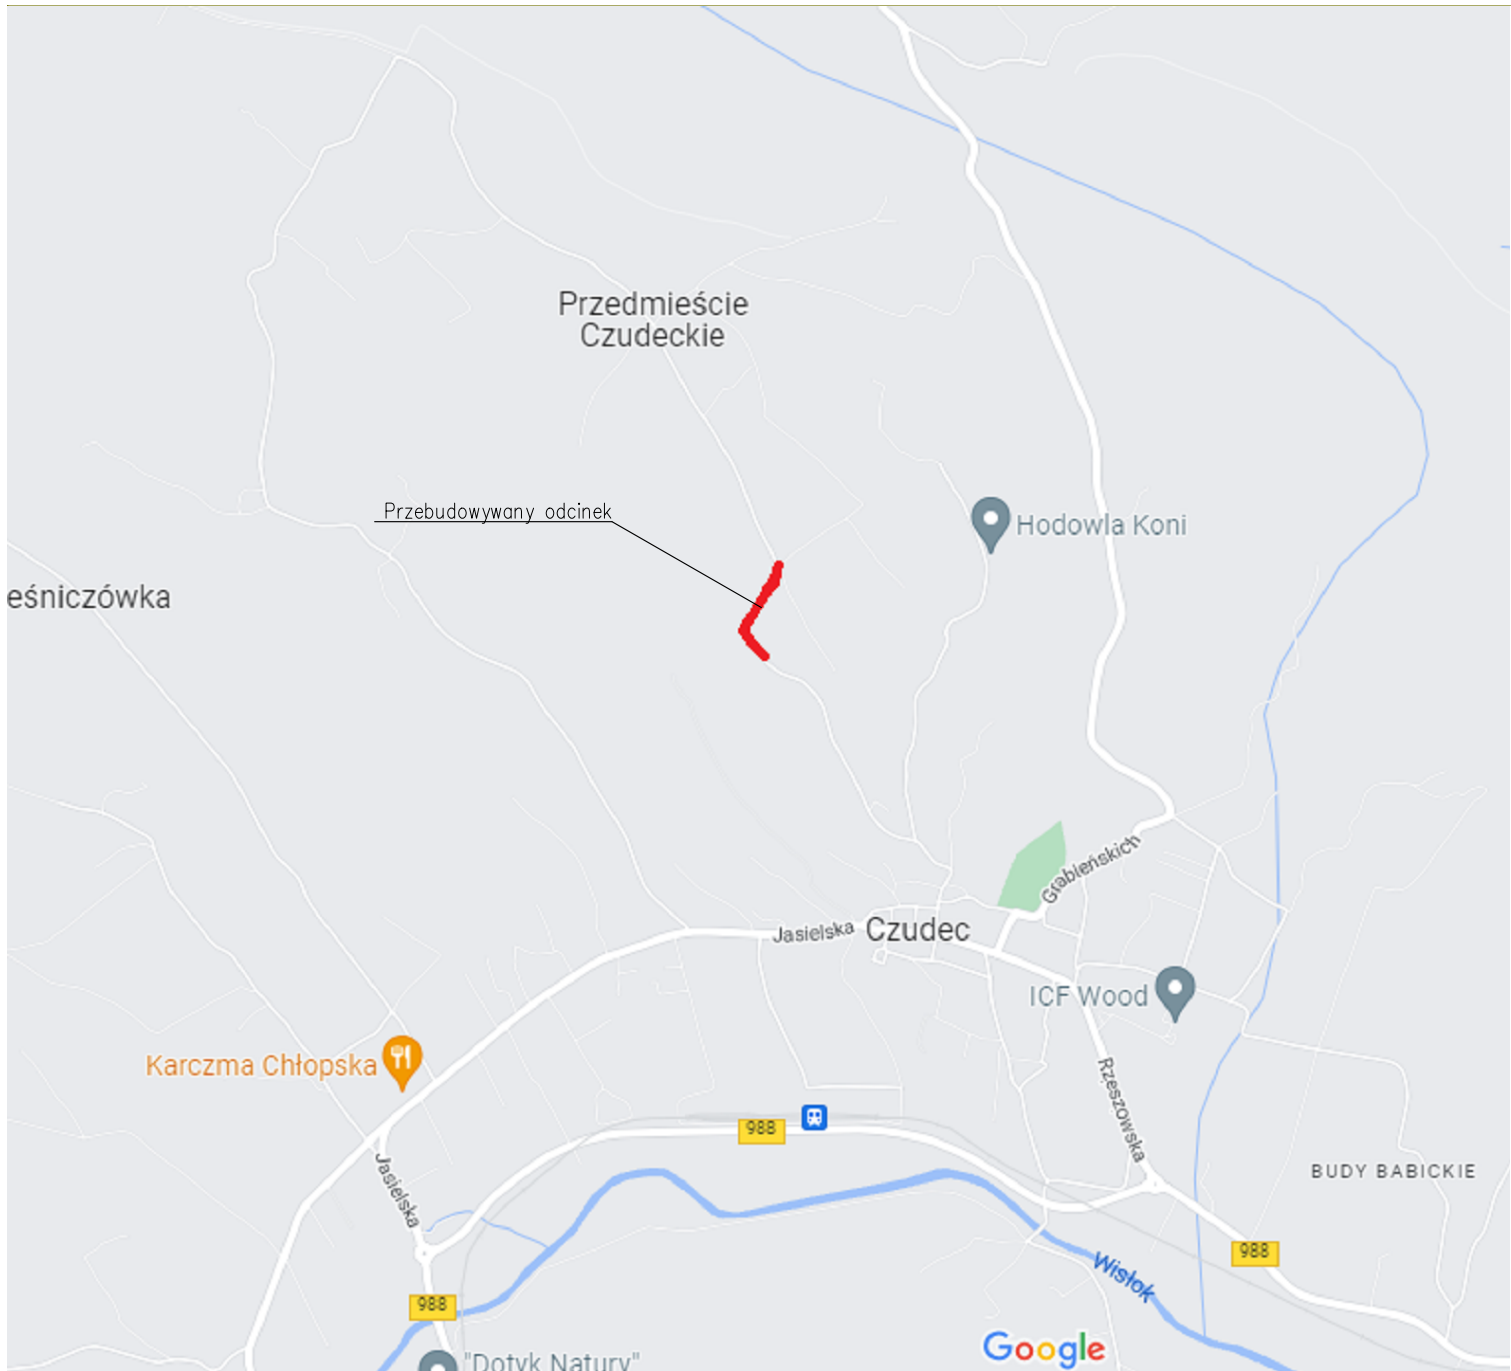 Przedmieście
Czudeckie
Przebudowywany odcinek
Hodowla Koni
eśniczówka
Grabieńskich
Jasielska
Czudec
ICF Wood
Karczma Chłopska
Rzeszowska
988
Jasielska
BUDY BABICKIE
988
Wisłok
988
Google
"Dotyk Natury"